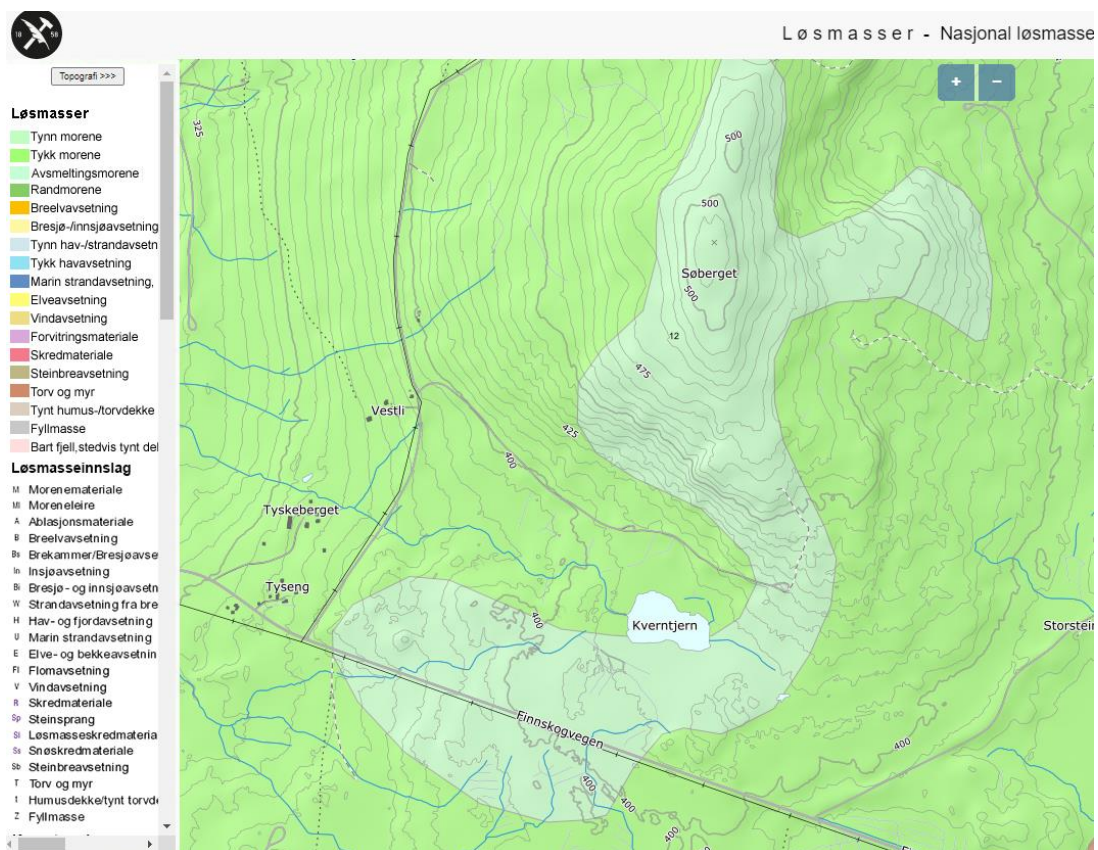 18 58
Løsmasser - Nasjonal løsmasse
Topografi >>>
Løsmasser
Tynn morene
Tykk morene
Avsmeltingsmorene
Randmorene
Breelvavsetning
Bresjø-/innsjøavsetning
Tynn hav-/strandavsetn
Tykk havavsetning
Marin strandavsetning,
Elveavsetning
Vindavsetning
Forvitringsmateriale
Skredmateriale
Steinbreavsetning
Torv og myr
Tynt humus-/torvdekke
Fyllmasse
Bart fjell,stedvis tynt del
Løsmasseinnslag
M Morenemateriale
Ml Moreneleire
A Ablasjonsmateriale
B Breelvavsetning
Bs Brekammer/Bresjøavse
In Insjøavsetning
Bi Bresjø- og innsjøavsetn
W Strandavsetning fra bre
H Hav- og fjordavsetning
U Marin strandavsetning
E Elve- og bekkeavsetnin
Fl Flomavsetning
V Vindavsetning
R Skredmateriale
Sp Steinsprang
Sl Løsmasseskredmateria
Ss Snøskredmateriale
Sb Steinbreavsetning
T Torv og myr
t Humusdekke/tynt torvde
Z Fyllmasse
+ −
325
500
500
Søberget
500
12
475
Vestli
425
400
Tyskeberget
Tyseng
400
Kverntjern
Storstein
Finnskogvegen
400
400
400
400